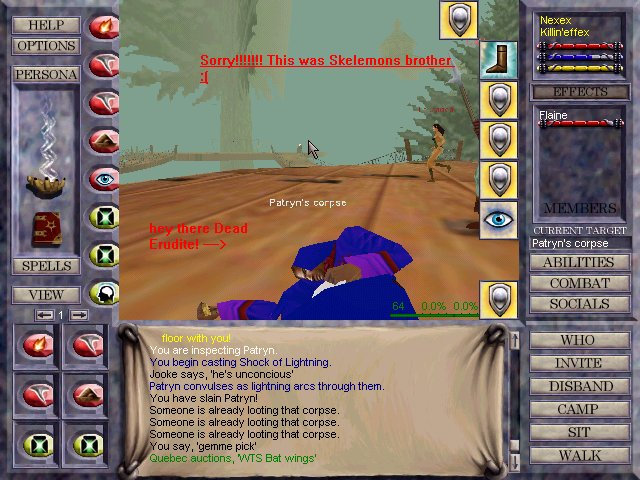 HELP
OPTIONS
PERSONA
SPELLS
VIEW
1
Sorry!!!!!!! This was Skelemons brother
:(
Patryn's corpse
hey there Dead
Erudite! --->
64 0.0% 0.0%
floor with you!
You are inspecting Patryn.
You begin casting Shock of Lightning.
Jooke says, 'he's unconcious'
Patryn convulses as lightning arcs through them.
You have slain Patryn!
Someone is already looting that corpse.
Someone is already looting that corpse.
Someone is already looting that corpse.
You say, 'gemme pick'
Quebec auctions, 'WTS Bat wings'
Nexex
Killin'effex
EFFECTS
Flaine
MEMBERS
CURRENT TARGET
Patryn's corpse
ABILITIES
COMBAT
SOCIALS
WHO
INVITE
DISBAND
CAMP
SIT
WALK